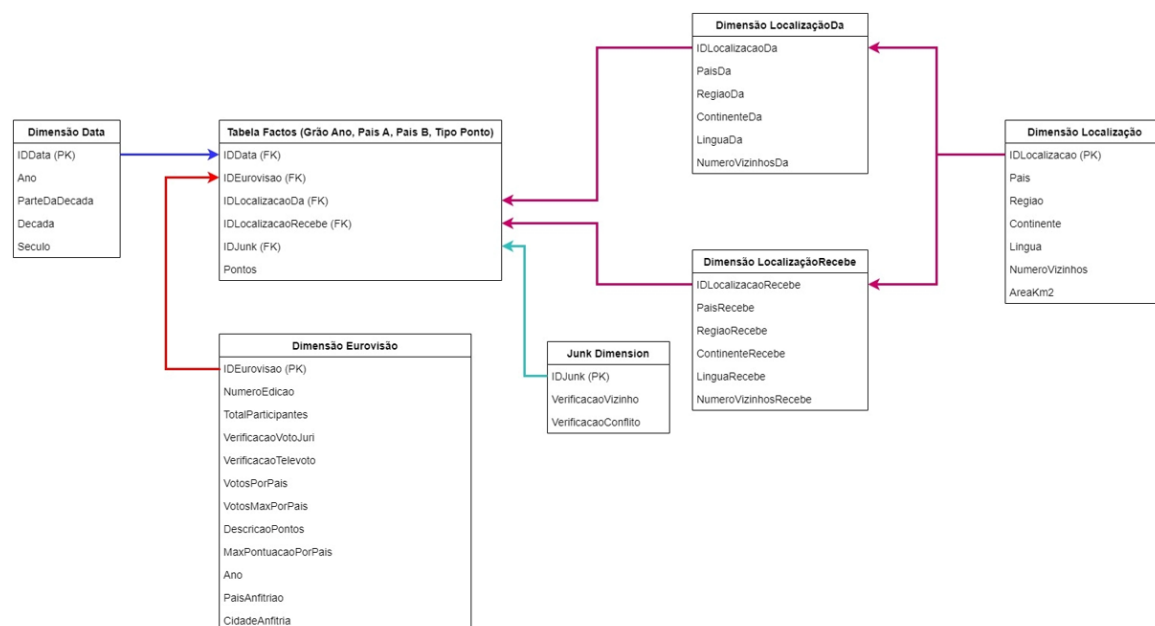 Dimensão Data
IDData (PK)
Ano
ParteDaDecada
Decada
Seculo
Tabela Factos (Grão Ano, Pais A, Pais B, Tipo Ponto)
IDData (FK)
IDEurovisao (FK)
IDLocalizacaoDa (FK)
IDLocalizacaoRecebe (FK)
IDJunk (FK)
Pontos
Dimensão Eurovisão
IDEurovisao (PK)
NumeroEdicao
TotalParticipantes
VerificacaoVotoJuri
VerificacaoTelevoto
VotosPorPais
VotosMaxPorPais
DescricaoPontos
MaxPontuacaoPorPais
Ano
PaisAnfitriao
CidadeAnfitria
Junk Dimension
IDJunk (PK)
VerificacaoVizinho
VerificacaoConflito
Dimensão LocalizaçãoDa
IDLocalizacaoDa
PaisDa
RegiaoDa
ContinenteDa
LinguaDa
NumeroVizinhosDa
Dimensão LocalizaçãoRecebe
IDLocalizacaoRecebe
PaisRecebe
RegiaoRecebe
ContinenteRecebe
LinguaRecebe
NumeroVizinhosRecebe
Dimensão Localização
IDLocalizacao (PK)
Pais
Regiao
Continente
Lingua
NumeroVizinhos
AreaKm2